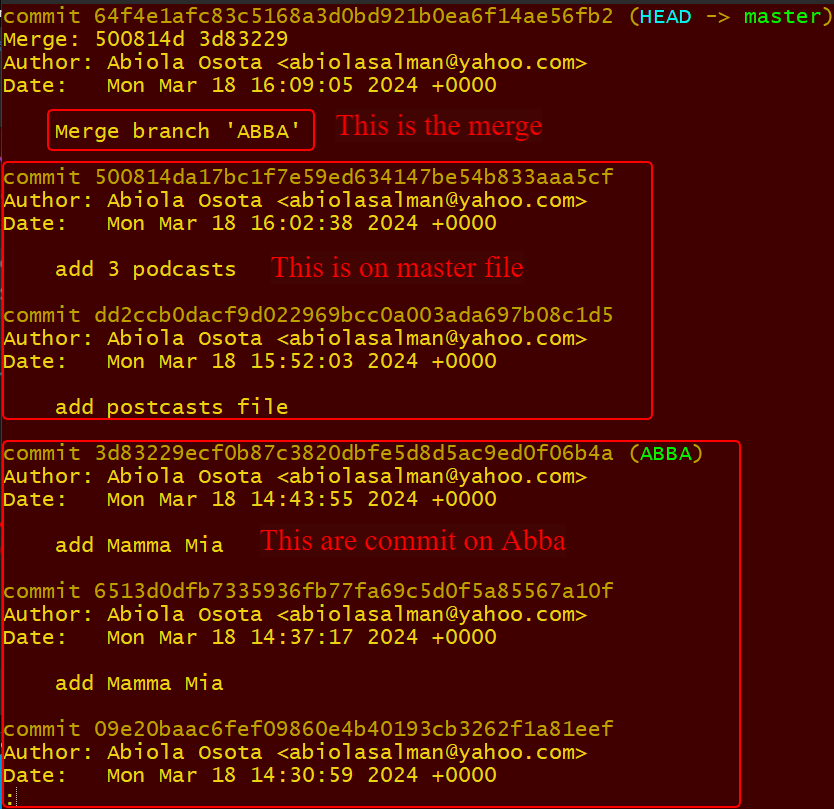 commit 64f4e1afc83c5168a3d0bd921b0ea6f14ae56fb2 (HEAD -> master)
Merge: 500814d 3d83229
Author: Abiola Osota <abiolasalman@yahoo.com>
Date:   Mon Mar 18 16:09:05 2024 +0000
Merge branch 'ABBA' This is the merge
commit 500814da17bc1f7e59ed634147be54b833aaa5cf
Author: Abiola Osota <abiolasalman@yahoo.com>
Date:   Mon Mar 18 16:02:38 2024 +0000
add 3 podcasts This is on master file
commit dd2ccb0dacf9d022969bcc0a003ada697b08c1d5
Author: Abiola Osota <abiolasalman@yahoo.com>
Date:   Mon Mar 18 15:52:03 2024 +0000
add postcasts file
commit 3d83229ecf0b87c3820dbfe5d8d5ac9ed0f06b4a (ABBA)
Author: Abiola Osota <abiolasalman@yahoo.com>
Date:   Mon Mar 18 14:43:55 2024 +0000
add Mamma Mia This are commit on Abba
commit 6513d0dfb7335936fb77fa69c5d0f5a85567a10f
Author: Abiola Osota <abiolasalman@yahoo.com>
Date:   Mon Mar 18 14:37:17 2024 +0000
add Mamma Mia
commit 09e20baac6fef09860e4b40193cb3262f1a81eef
Author: Abiola Osota <abiolasalman@yahoo.com>
Date:   Mon Mar 18 14:30:59 2024 +0000
: